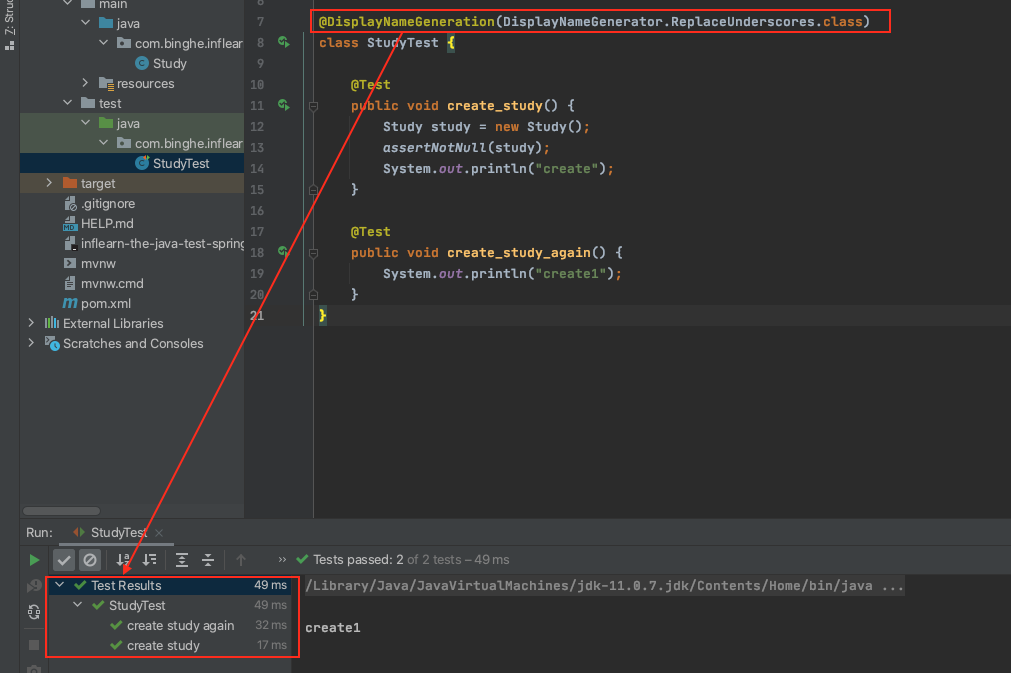 Z: Struc
main
java
com.binghe.inflear
Study
resources
test
java
com.binghe.inflear
StudyTest
target
.gitignore
HELP.md
inflearn-the-java-test-spring
mvnw
mvnw.cmd
pom.xml
External Libraries
Scratches and Consoles
6
7 @DisplayNameGeneration(DisplayNameGenerator.ReplaceUnderscores.class)
8 class StudyTest {
9
10 @Test
11 public void create_study() {
12 Study study = new Study();
13 assertNotNull(study);
14 System.out.println("create");
15 }
16
17 @Test
18 public void create_study_again() {
19 System.out.println("create1");
20 }
21 }
Run: StudyTest
Tests passed: 2 of 2 tests – 49 ms
Test Results 49 ms
StudyTest 49 ms
create study again 32 ms
create study 17 ms
/Library/Java/JavaVirtualMachines/jdk-11.0.7.jdk/Contents/Home/bin/java ...
create1